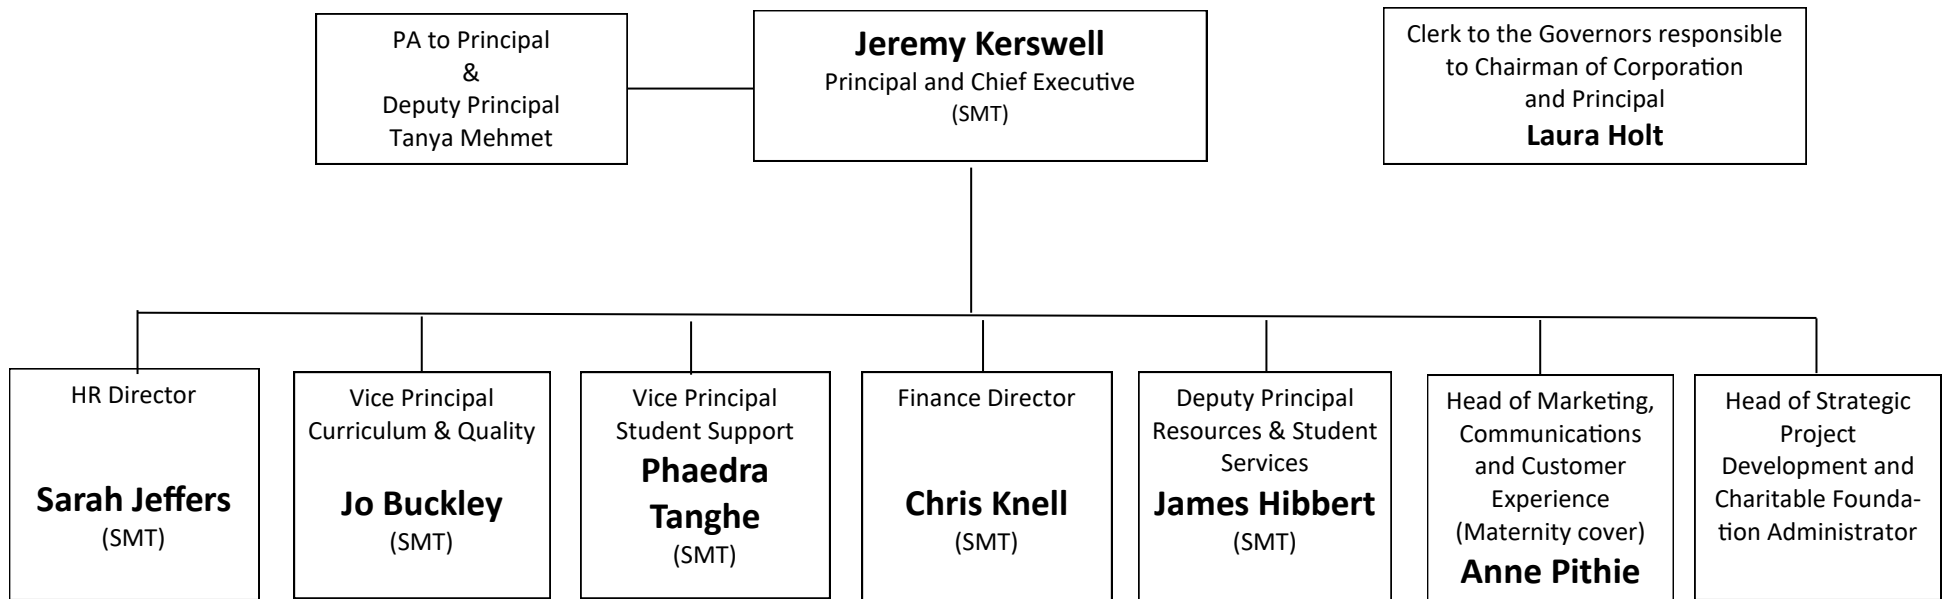 PA to Principal
&
Deputy Principal
Tanya Mehmet
Jeremy Kerswell
Principal and Chief Executive
(SMT)
Clerk to the Governors responsible
to Chairman of Corporation
and Principal
Laura Holt
HR Director
Sarah Jeffers
(SMT)
Vice Principal
Curriculum & Quality
Jo Buckley
(SMT)
Vice Principal
Student Support
Phaedra
Tanghe
(SMT)
Finance Director
Chris Knell
(SMT)
Deputy Principal
Resources & Student
Services
James Hibbert
(SMT)
Head of Marketing,
Communications
and Customer
Experience
(Maternity cover)
Anne Pithie
Head of Strategic
Project
Development and
Charitable Founda-
tion Administrator